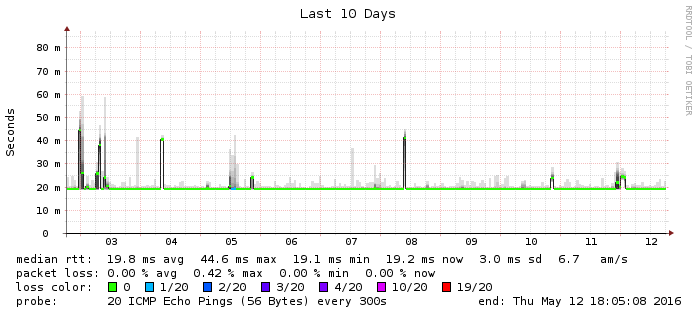 Last 10 Days
RRDTOOL / TOBI OETIKER
Seconds
80 m
70 m
60 m
50 m
40 m
30 m
20 m
10 m
0
03 04 05 06 07 08 09 10 11 12
median rtt: 19.8 ms avg 44.6 ms max 19.1 ms min 19.2 ms now 3.0 ms sd 6.7 am/s
packet loss: 0.00 % avg 0.42 % max 0.00 % min 0.00 % now
loss color: 0 1/20 2/20 3/20 4/20 10/20 19/20
probe: 20 ICMP Echo Pings (56 Bytes) every 300s end: Thu May 12 18:05:08 2016